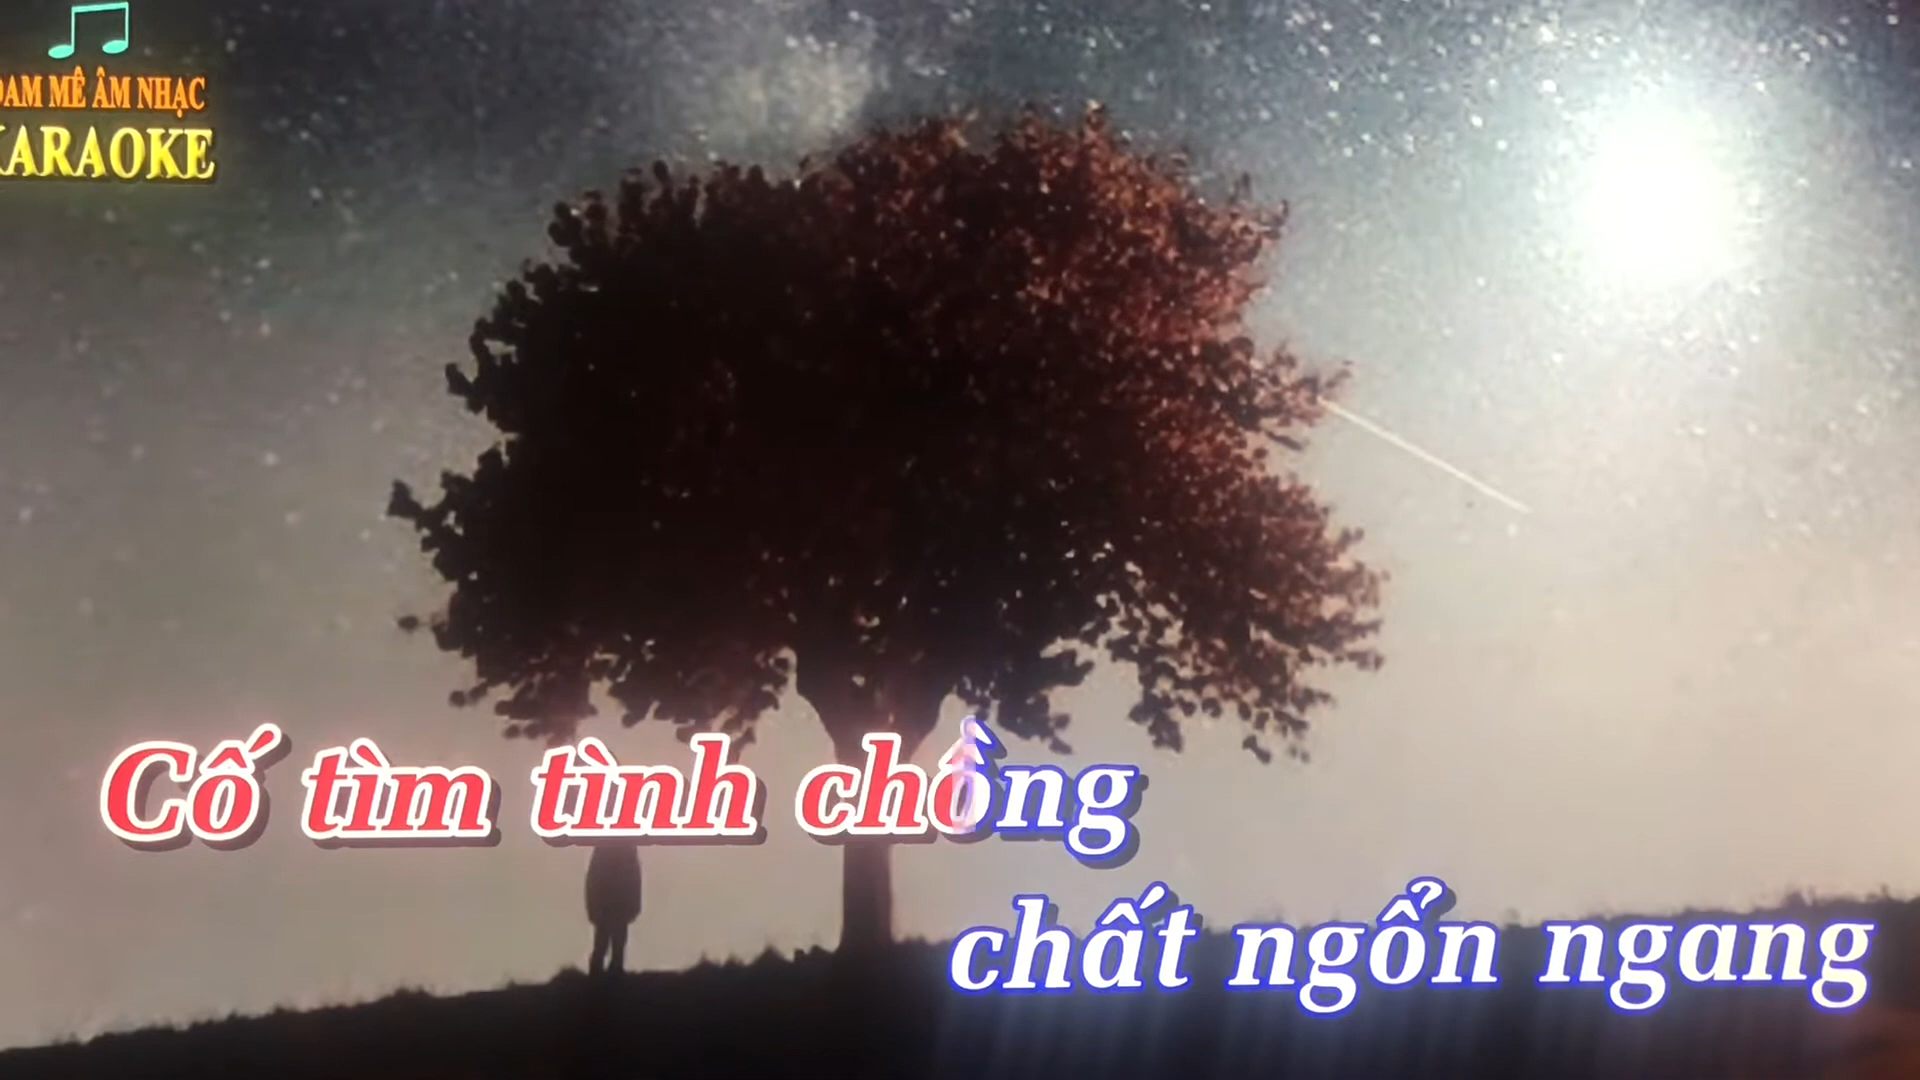 ĐAM MÊ ÂM NHẠC
KARAOKE
Cố tìm tình chồng
chất ngổn ngang